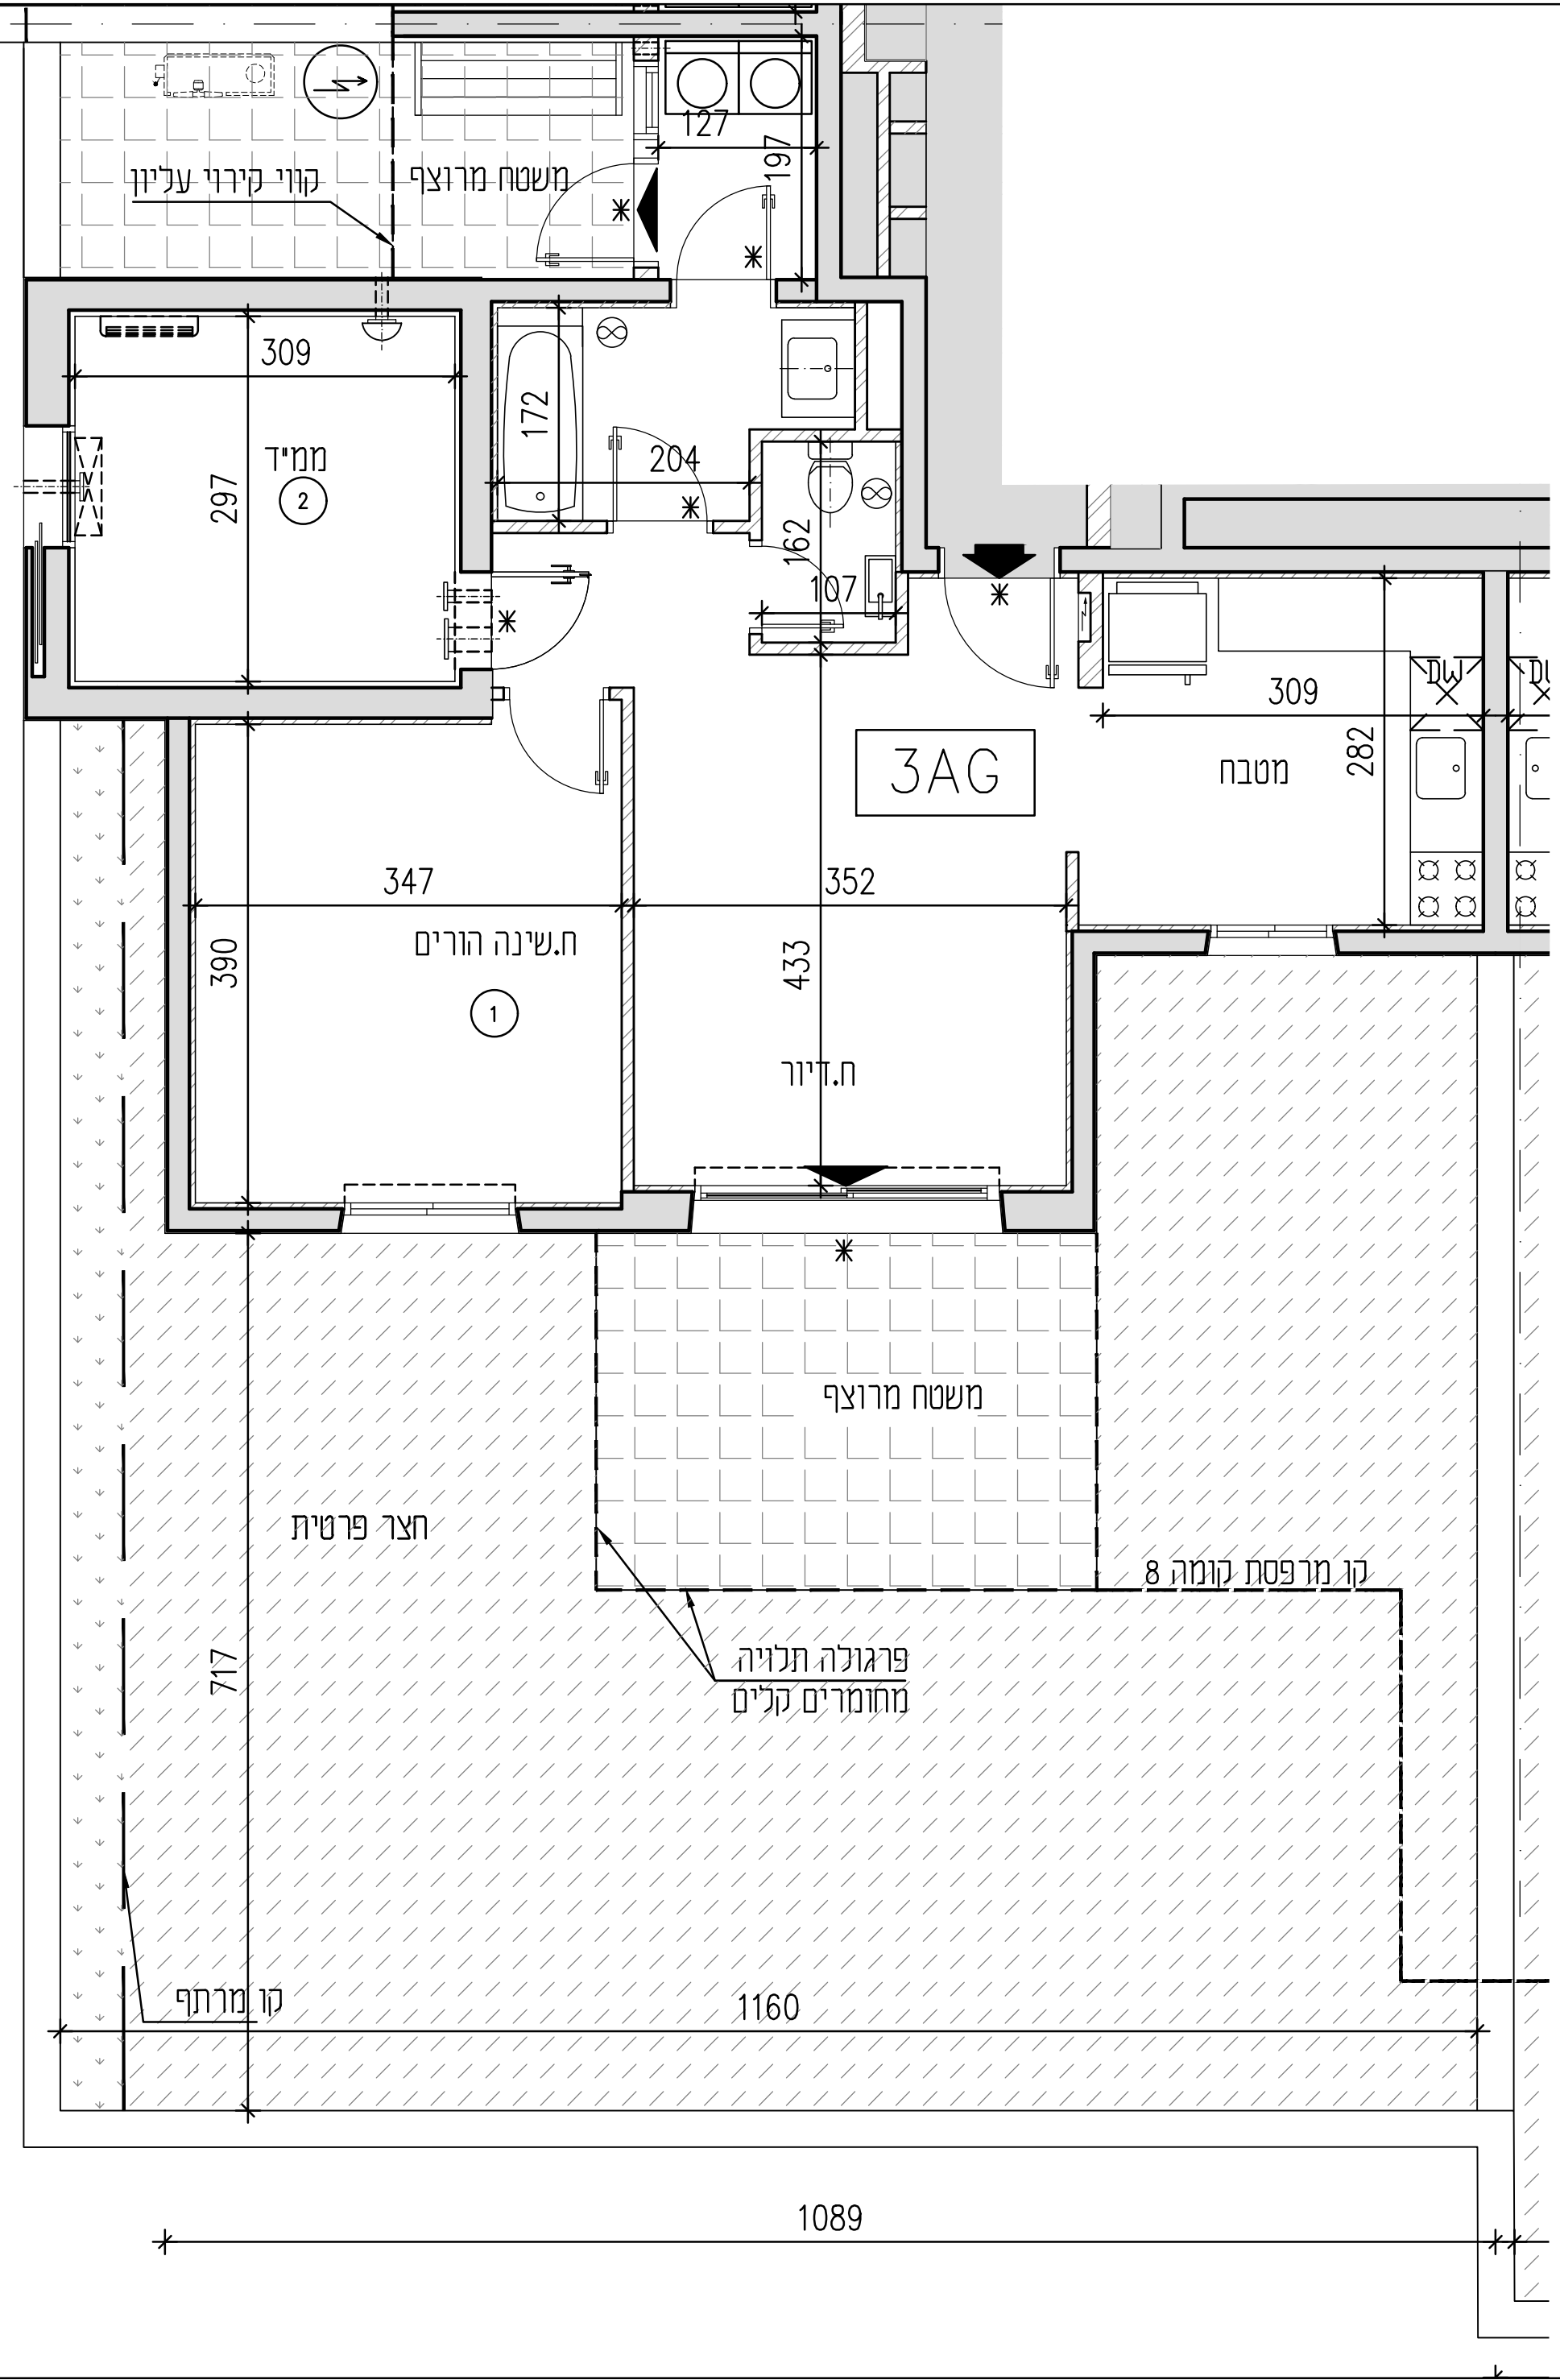 127
197
קווי קירוי עליון
משטח מרוצף
309
172
ממ"ד
2
297
204
162
107
DW
309
282
3AG
מטבח
347
352
390
ח.שינה הורים
433
1
ח.דיור
משטח מרוצף
חצר פרטית
קו מרפסת קומה 8
פרגולה תלויה
מחומרים קלים
717
קו מרתף
1160
1089